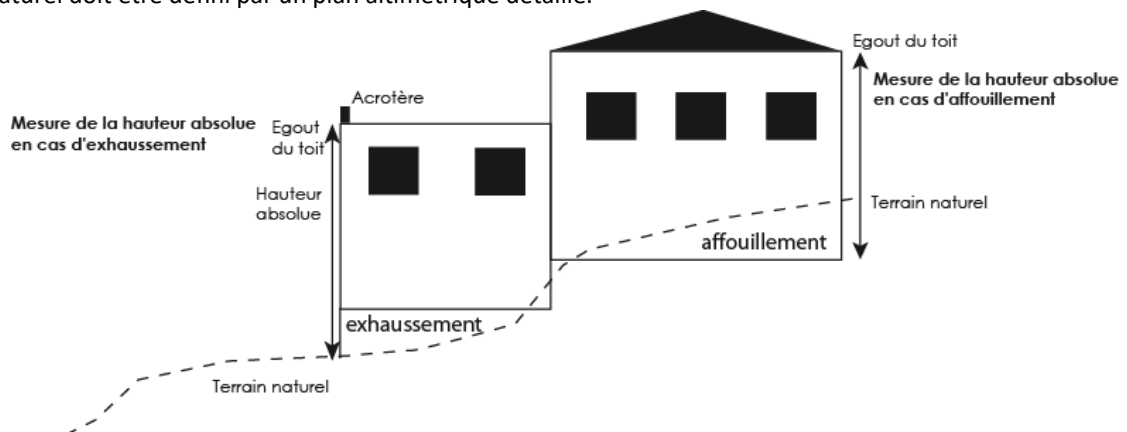 aturel doit être défini par un plan altimétrique détaillé.
Egout du toit
Mesure de la hauteur absolue
en cas d'affouillement
Acrotère
Mesure de la hauteur absolue
en cas d'exhaussement
Egout
du toit
Hauteur
absolue
Terrain naturel
affouillement
exhaussement
Terrain naturel